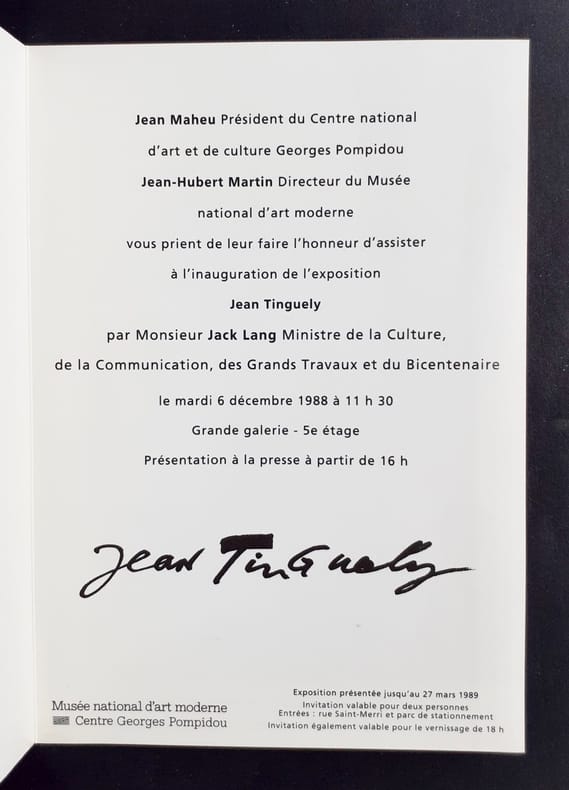 Jean Maheu Président du Centre national
d'art et de culture Georges Pompidou
Jean-Hubert Martin Directeur du Musée
national d'art moderne
vous prient de leur faire l'honneur d'assister
à l'inauguration de l'exposition
Jean Tinguely
par Monsieur Jack Lang Ministre de la Culture,
de la Communication, des Grands Travaux et du Bicentenaire
le mardi 6 décembre 1988 à 11 h 30
Grande galerie - 5e étage
Présentation à la presse à partir de 16 h
Jean Tinguely
Musée national d'art moderne
Centre Georges Pompidou
Exposition présentée jusqu'au 27 mars 1989
Invitation valable pour deux personnes
Entrées : rue Saint-Merri et parc de stationnement
Invitation également valable pour le vernissage de 18 h